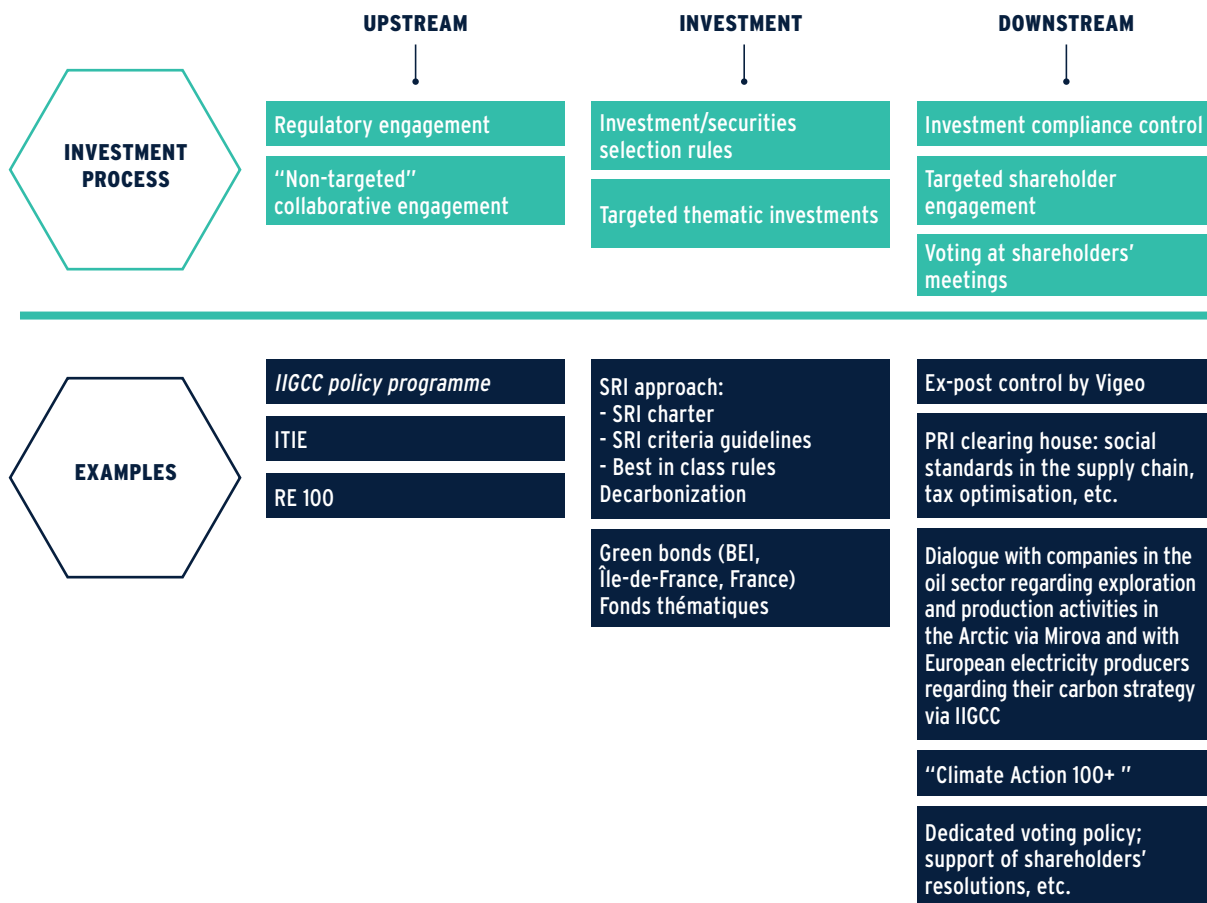 UPSTREAM
INVESTMENT
DOWNSTREAM
INVESTMENT
PROCESS
Regulatory engagement
“Non-targeted”
collaborative engagement
Investment/securities
selection rules
Targeted thematic investments
Investment compliance control
Targeted shareholder
engagement
Voting at shareholders’
meetings
EXAMPLES
IIGCC policy programme
ITIE
RE 100
SRI approach:
- SRI charter
- SRI criteria guidelines
- Best in class rules
Decarbonization
Green bonds (BEI,
Île-de-France, France)
Fonds thématiques
Ex-post control by Vigeo
PRI clearing house: social
standards in the supply chain,
tax optimisation, etc.
Dialogue with companies in the
oil sector regarding exploration
and production activities in
the Arctic via Mirova and with
European electricity producers
regarding their carbon strategy
via IIGCC
“Climate Action 100+ ”
Dedicated voting policy;
support of shareholders’
resolutions, etc.